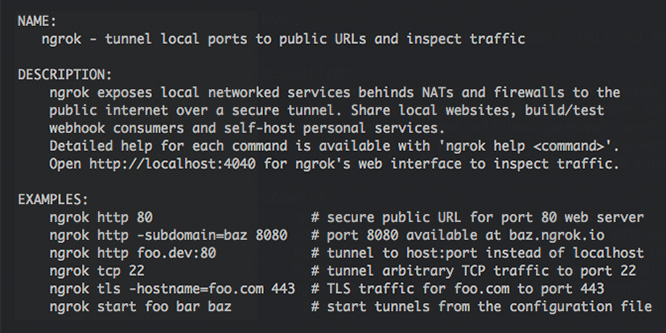 NAME:
ngrok - tunnel local ports to public URLs and inspect traffic
DESCRIPTION:
ngrok exposes local networked services behinds NATs and firewalls to the
public internet over a secure tunnel. Share local websites, build/test
webhook consumers and self-host personal services.
Detailed help for each command is available with 'ngrok help <command>'.
Open http://localhost:4040 for ngrok's web interface to inspect traffic.
EXAMPLES:
ngrok http 80 # secure public URL for port 80 web server
ngrok http -subdomain=baz 8080 # port 8080 available at baz.ngrok.io
ngrok http foo.dev:80 # tunnel to host:port instead of localhost
ngrok tcp 22 # tunnel arbitrary TCP traffic to port 22
ngrok tls -hostname=foo.com 443 # TLS traffic for foo.com to port 443
ngrok start foo bar baz # start tunnels from the configuration file